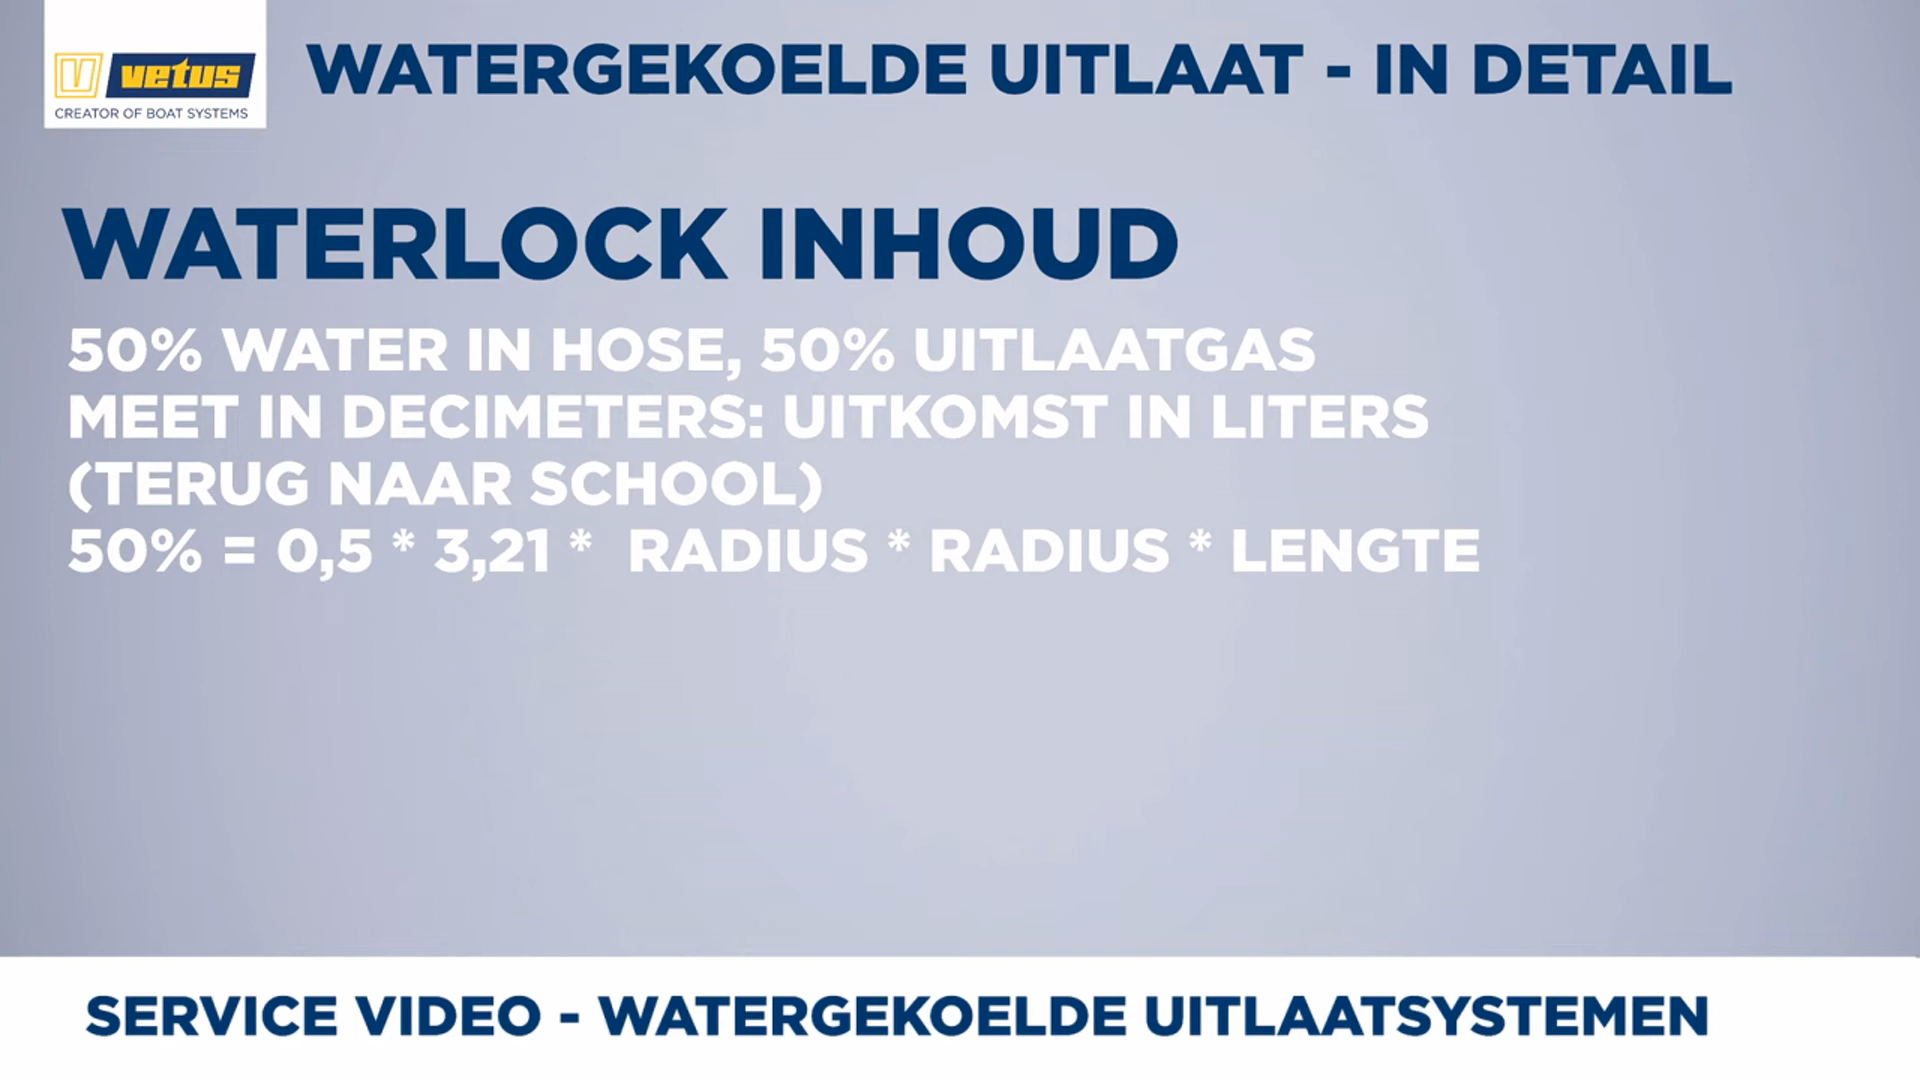 vetus
CREATOR OF BOAT SYSTEMS
WATERGEKOELDE UITLAAT - IN DETAIL
WATERLOCK INHOUD
50% WATER IN HOSE, 50% UITLAATGAS
MEET IN DECIMETERS: UITKOMST IN LITERS
(TERUG NAAR SCHOOL)
50% = 0,5 * 3,21 * RADIUS * RADIUS * LENGTE
SERVICE VIDEO - WATERGEKOELDE UITLAATSYSTEMEN